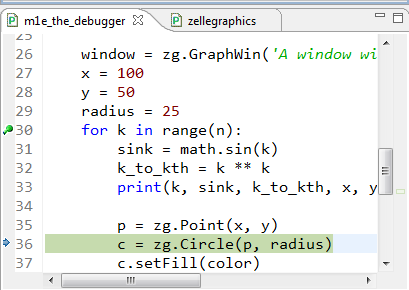 m1e_the_debugger zellegraphics
25
26 window = zg.GraphWin('A window wi
27 x = 100
28 y = 50
29 radius = 25
30 for k in range(n):
31 sink = math.sin(k)
32 k_to_kth = k ** k
33 print(k, sink, k_to_kth, x, y
34
35 p = zg.Point(x, y)
36 c = zg.Circle(p, radius)
37 c.setFill(color)